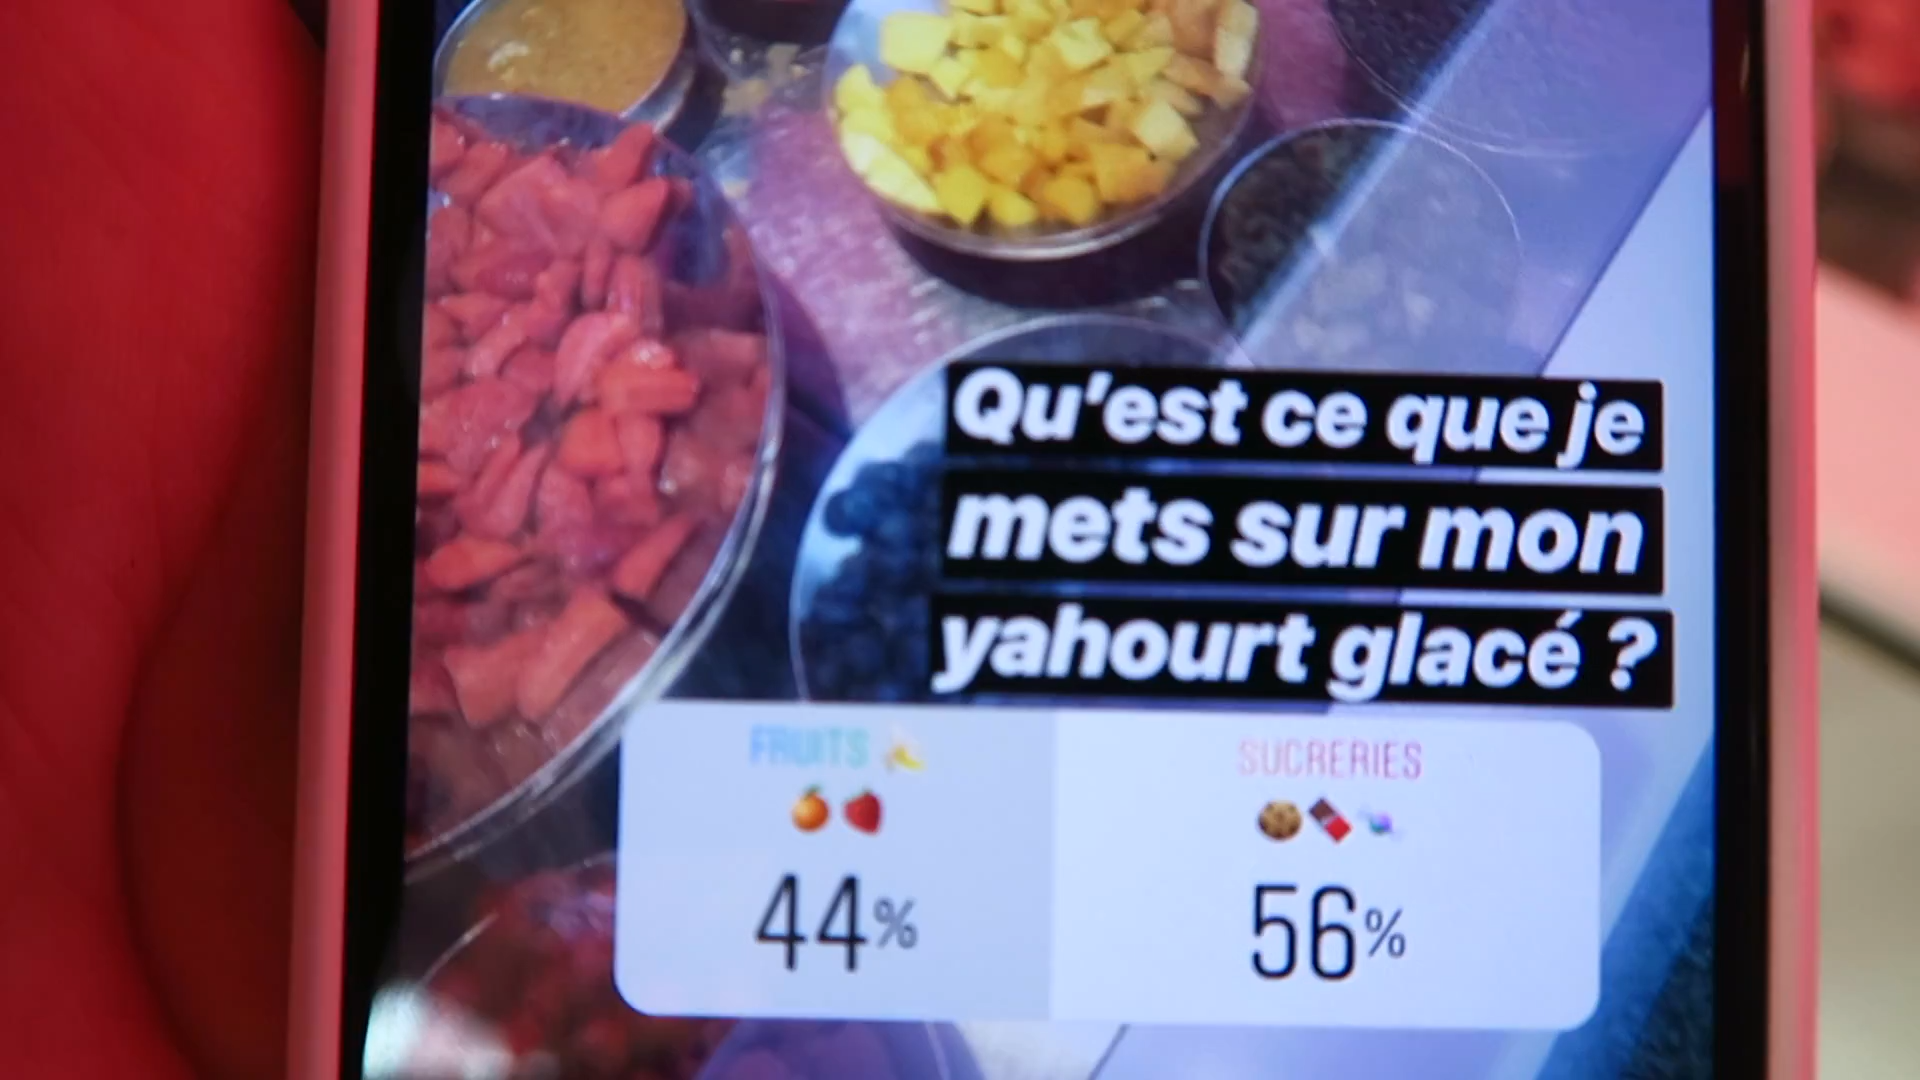 Qu'est ce que je
mets sur mon
yahourt glacé ?
FRUITS 🍌
🍊🍓
44%
SUCRERIES
🍪🍫🍬
56%